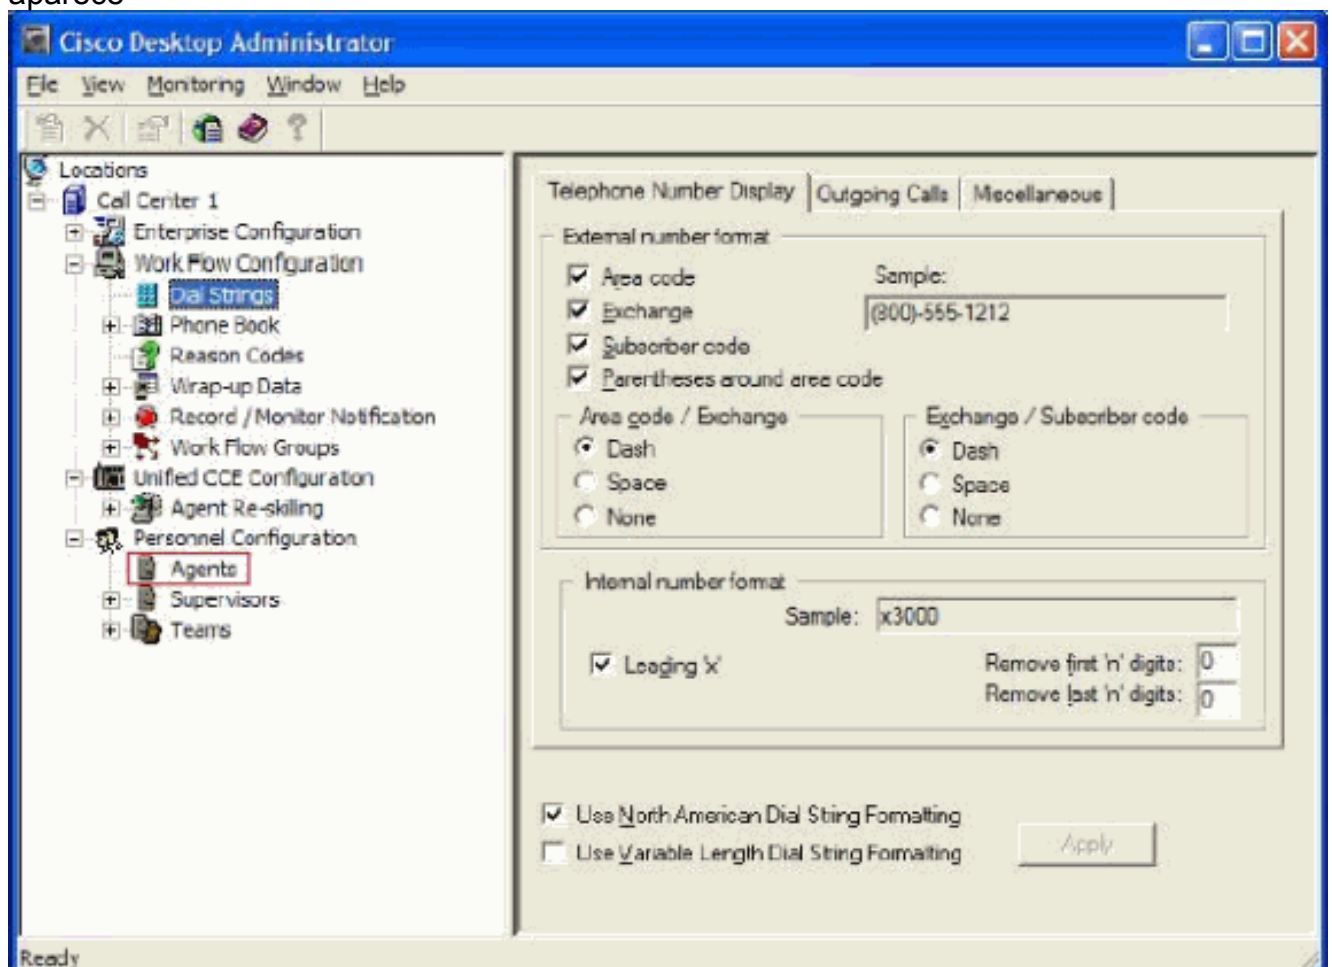 aparece
Cisco Desktop Administrator
File View Monitoring Window Help
Locations
Call Center 1
Enterprise Configuration
Work Flow Configuration
Dial Strings
Phone Book
Reason Codes
Wrap-up Data
Record / Monitor Notification
Work Flow Groups
Unified CCE Configuration
Agent Re-skilling
Personnel Configuration
Agents
Supervisors
Teams
Telephone Number Display Outgoing Calls Miscellaneous
External number format
Area code Sample:
Exchange (800)-555-1212
Subscriber code
Parentheses around area code
Area code / Exchange Exchange / Subscriber code
Dash Dash
Space Space
None None
Internal number format
Sample: x3000
Leading 'x' Remove first 'n' digits: 0
Remove last 'n' digits: 0
Use North American Dial String Formatting
Use Variable Length Dial String Formatting Apply
Ready